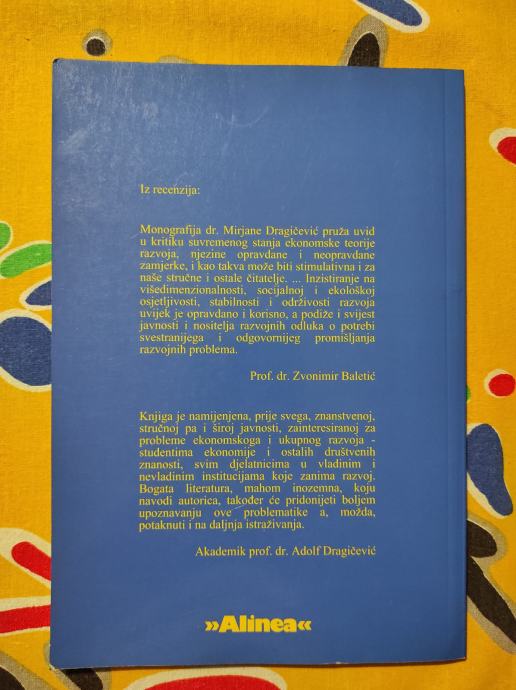 Iz recenzija:
Monografija dr. Mirjane Dragičević pruža uvid
u kritiku suvremenog stanja ekonomske teorije
razvoja, njezine opravdane i neopravdane
zamjerke, i kao takva može biti stimulativna i za
naše stručne i ostale čitatelje. ... Inzistiranje na
višedimenzionalnosti, socijalnoj i ekološkoj
osjetljivosti, stabilnosti i održivosti razvoja
uvijek je opravdano i korisno, a podiže i svijest
javnosti i nositelja razvojnih odluka o potrebi
svestranijega i odgovornijeg promišljanja
razvojnih problema.
Prof. dr. Zvonimir Baletić
Knjiga je namijenjena, prije svega, znanstvenoj,
stručnoj pa i široj javnosti, zainteresiranoj za
probleme ekonomskoga i ukupnog razvoja -
studentima ekonomije i ostalih društvenih
znanosti, svim djelatnicima u vladinim i
nevladinim institucijama koje zanima razvoj.
Bogata literatura, mahom inozemna, koju
navodi autorica, također će pridonijeti boljem
upoznavanju ove problematike a, možda,
potaknuti i na daljnja istraživanja.
Akademik prof. dr. Adolf Dragičević
»Alinea«